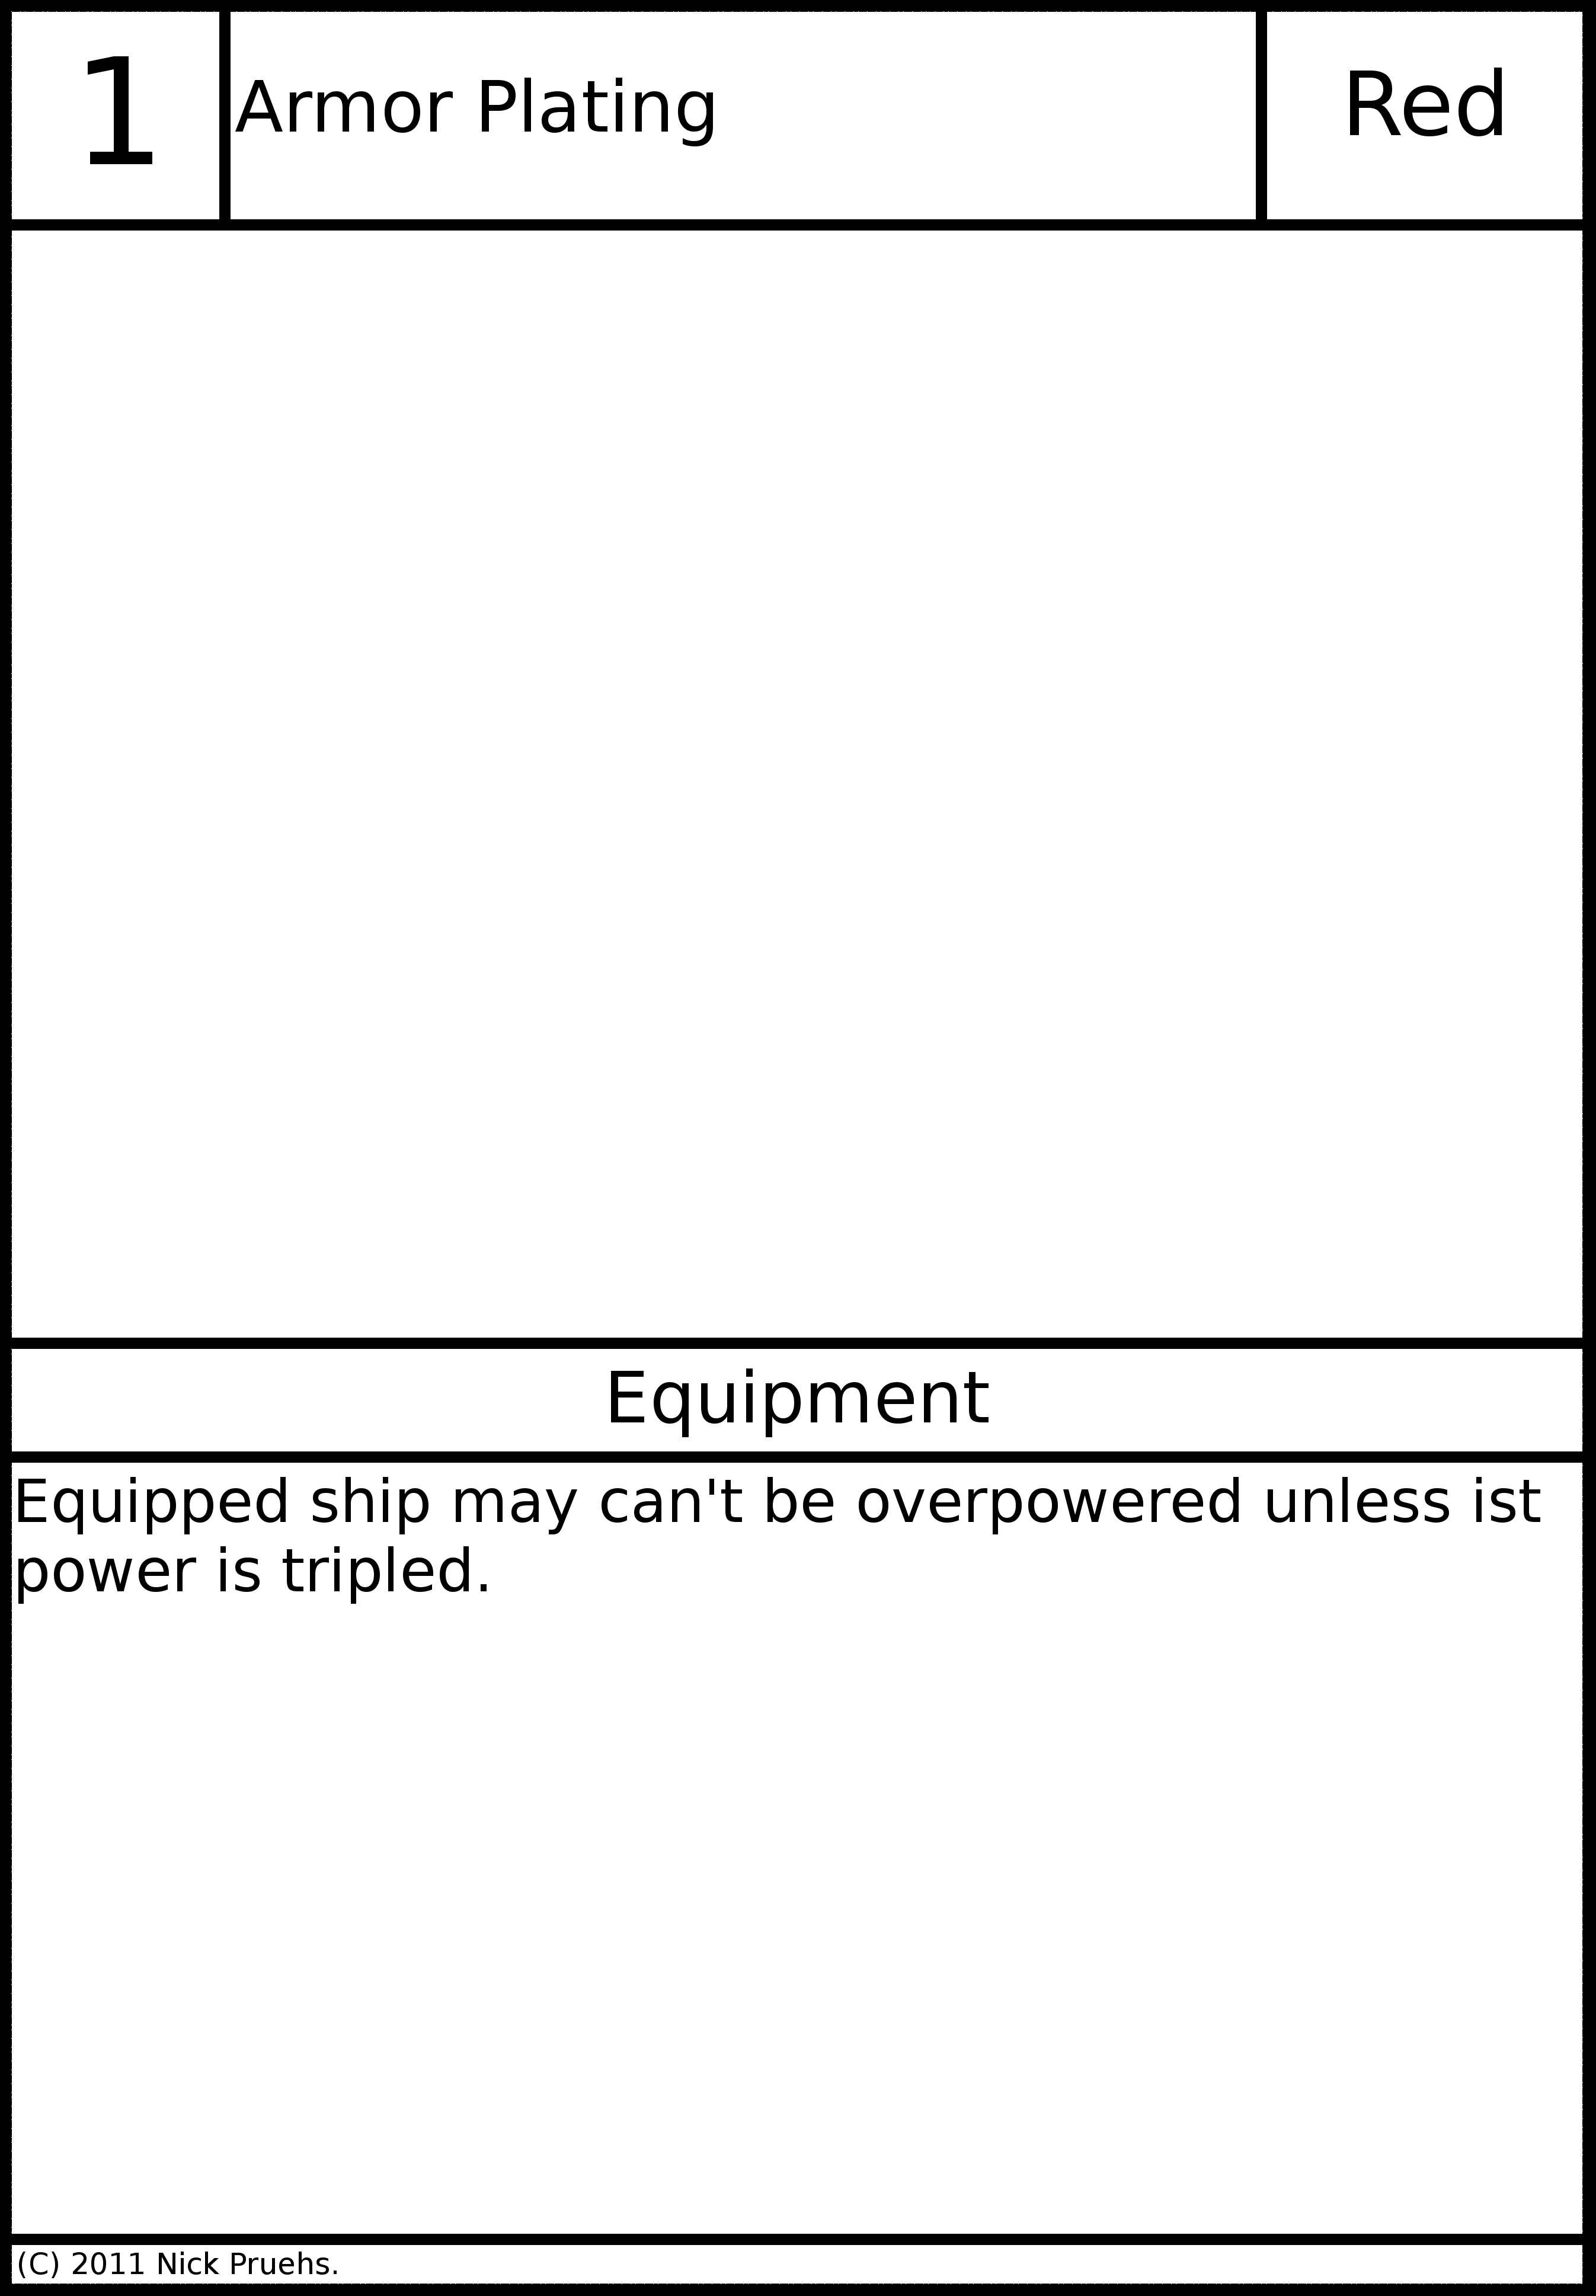 1
Armor Plating
Red
Equipment
Equipped ship may can't be overpowered unless ist
power is tripled.
(C) 2011 Nick Pruehs.